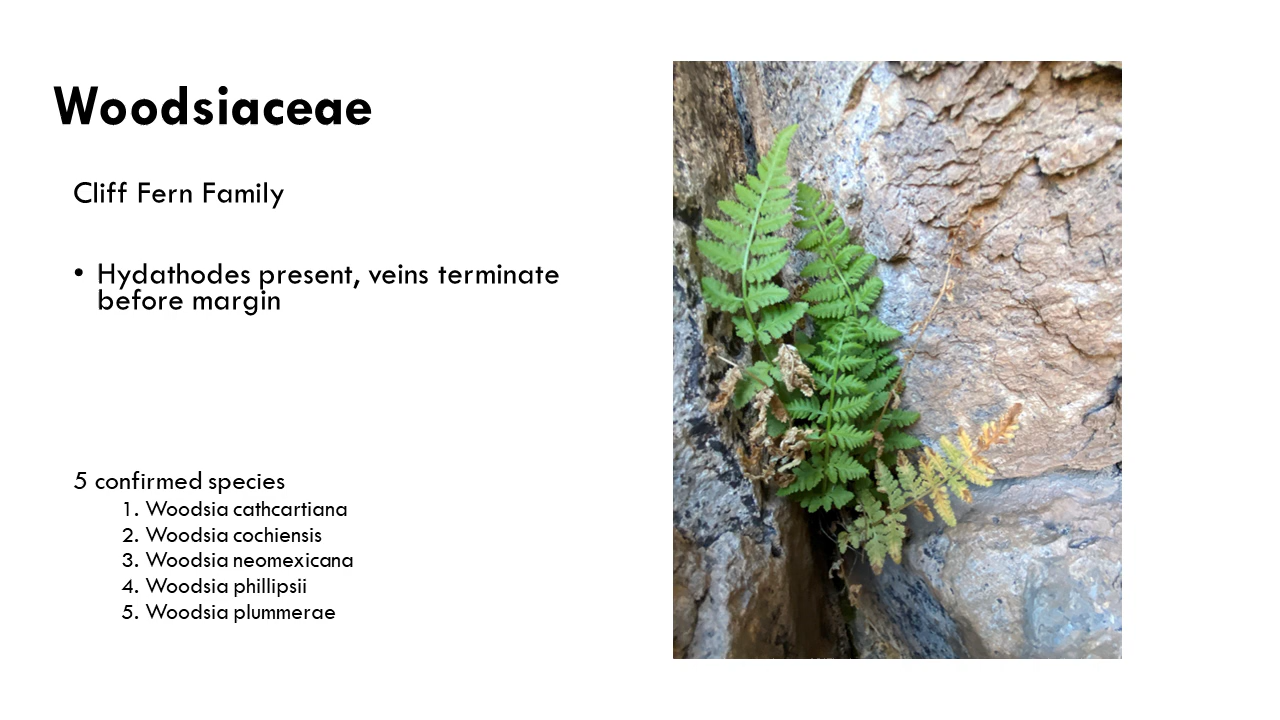 Woodsiaceae
Cliff Fern Family
• Hydathodes present, veins terminate
before margin
5 confirmed species
1. Woodsia cathcartiana
2. Woodsia cochiensis
3. Woodsia neomexicana
4. Woodsia phillipsii
5. Woodsia plummerae